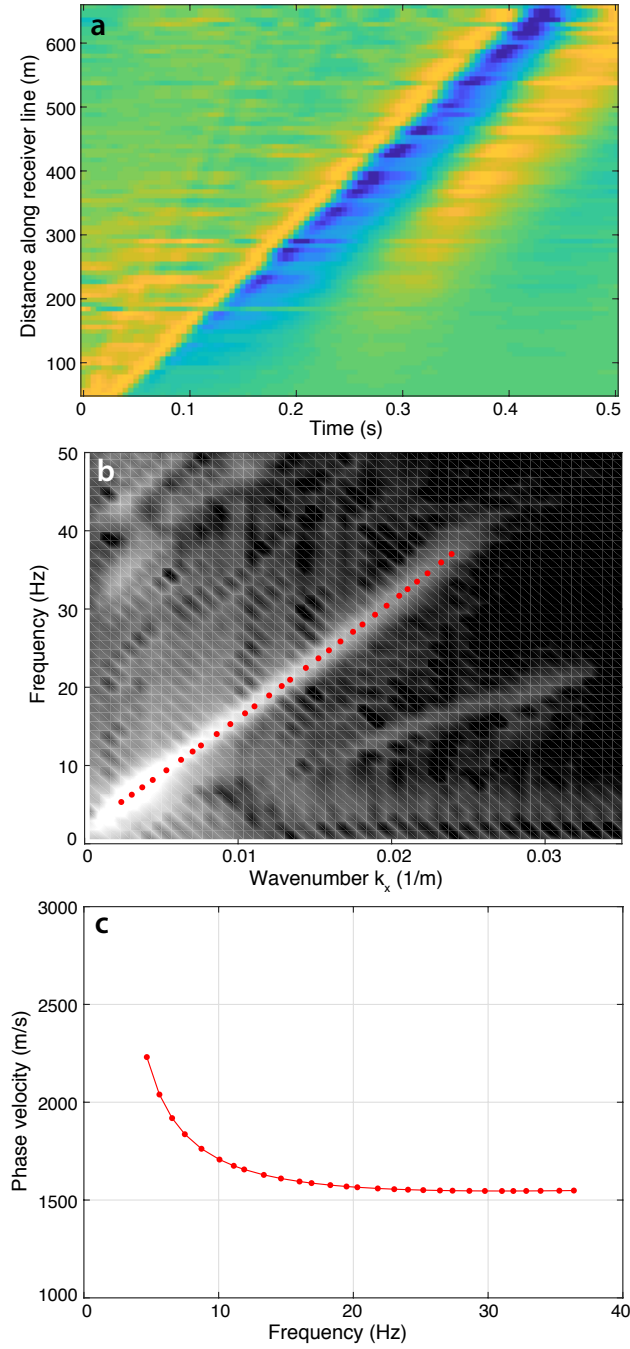 a
600
500
400
300
200
100
Distance along receiver line (m)
0 0.1 0.2 0.3 0.4 0.5
Time (s)
b
50
40
30
20
10
0
Frequency (Hz)
0 0.01 0.02 0.03
Wavenumber k_x (1/m)
c
3000
2500
2000
1500
1000
Phase velocity (m/s)
0 10 20 30 40
Frequency (Hz)